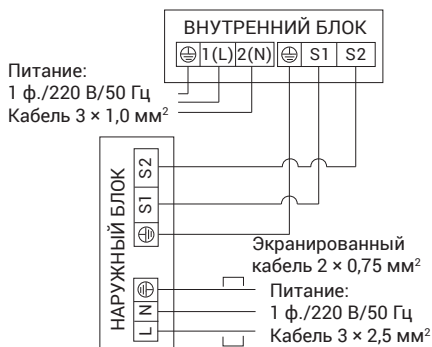 ВНУТРЕННИЙ БЛОК
1(L) 2(N) S1 S2
Питание:
1 ф./220 В/50 Гц
Кабель 3 × 1,0 мм²
НАРУЖНЫЙ БЛОК
S2
S1
N
L
Экранированный
кабель 2 × 0,75 мм²
Питание:
1 ф./220 В/50 Гц
Кабель 3 × 2,5 мм²